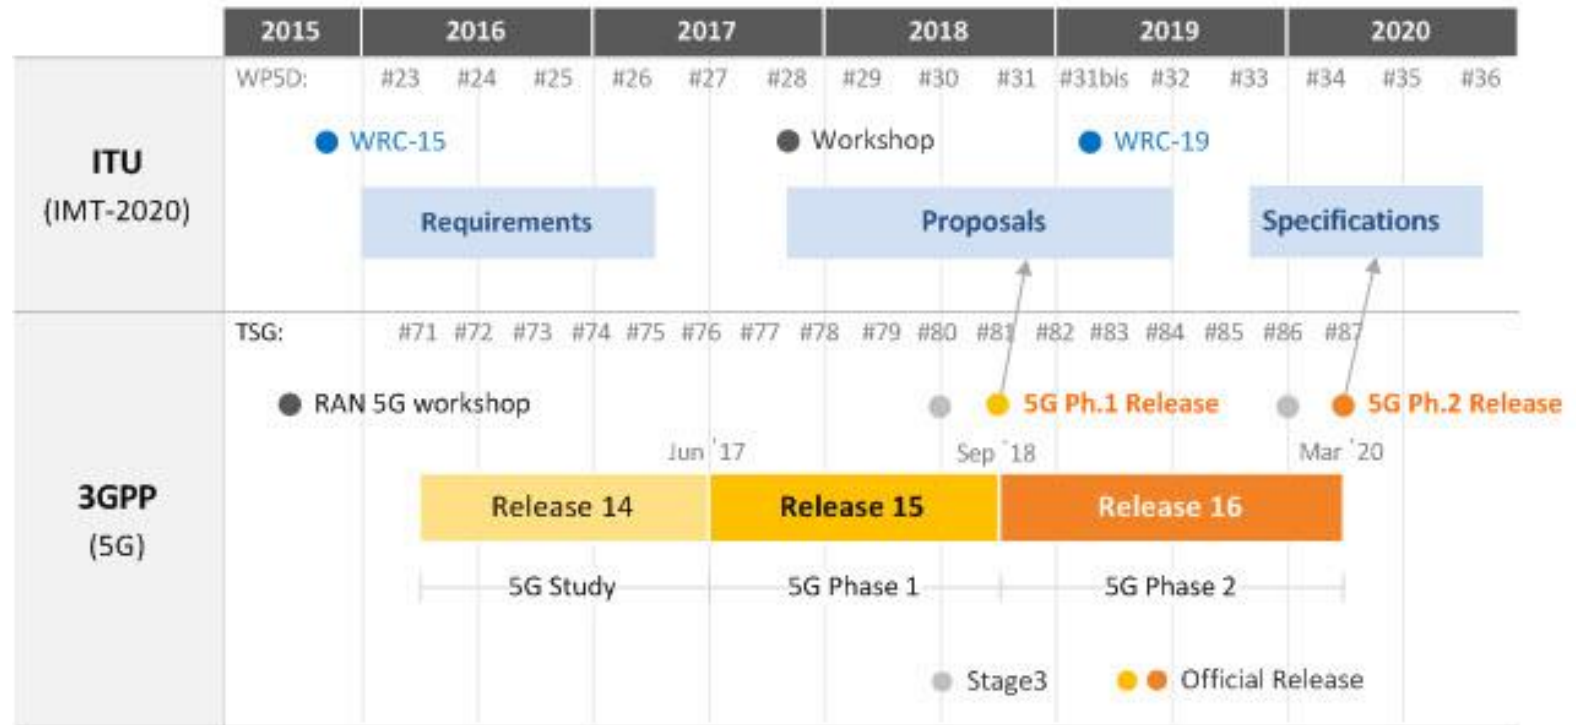 2015 2016 2017 2018 2019 2020
WP5D: #23 #24 #25 #26 #27 #28 #29 #30 #31 #31bis #32 #33 #34 #35 #36
WRC-15 Workshop WRC-19
ITU
(IMT-2020)
Requirements Proposals Specifications
TSG: #71 #72 #73 #74 #75 #76 #77 #78 #79 #80 #81 #82 #83 #84 #85 #86 #87
RAN 5G workshop 5G Ph.1 Release 5G Ph.2 Release
Jun '17 Sep '18 Mar '20
3GPP
(5G)
Release 14 Release 15 Release 16
5G Study 5G Phase 1 5G Phase 2
Stage3 Official Release